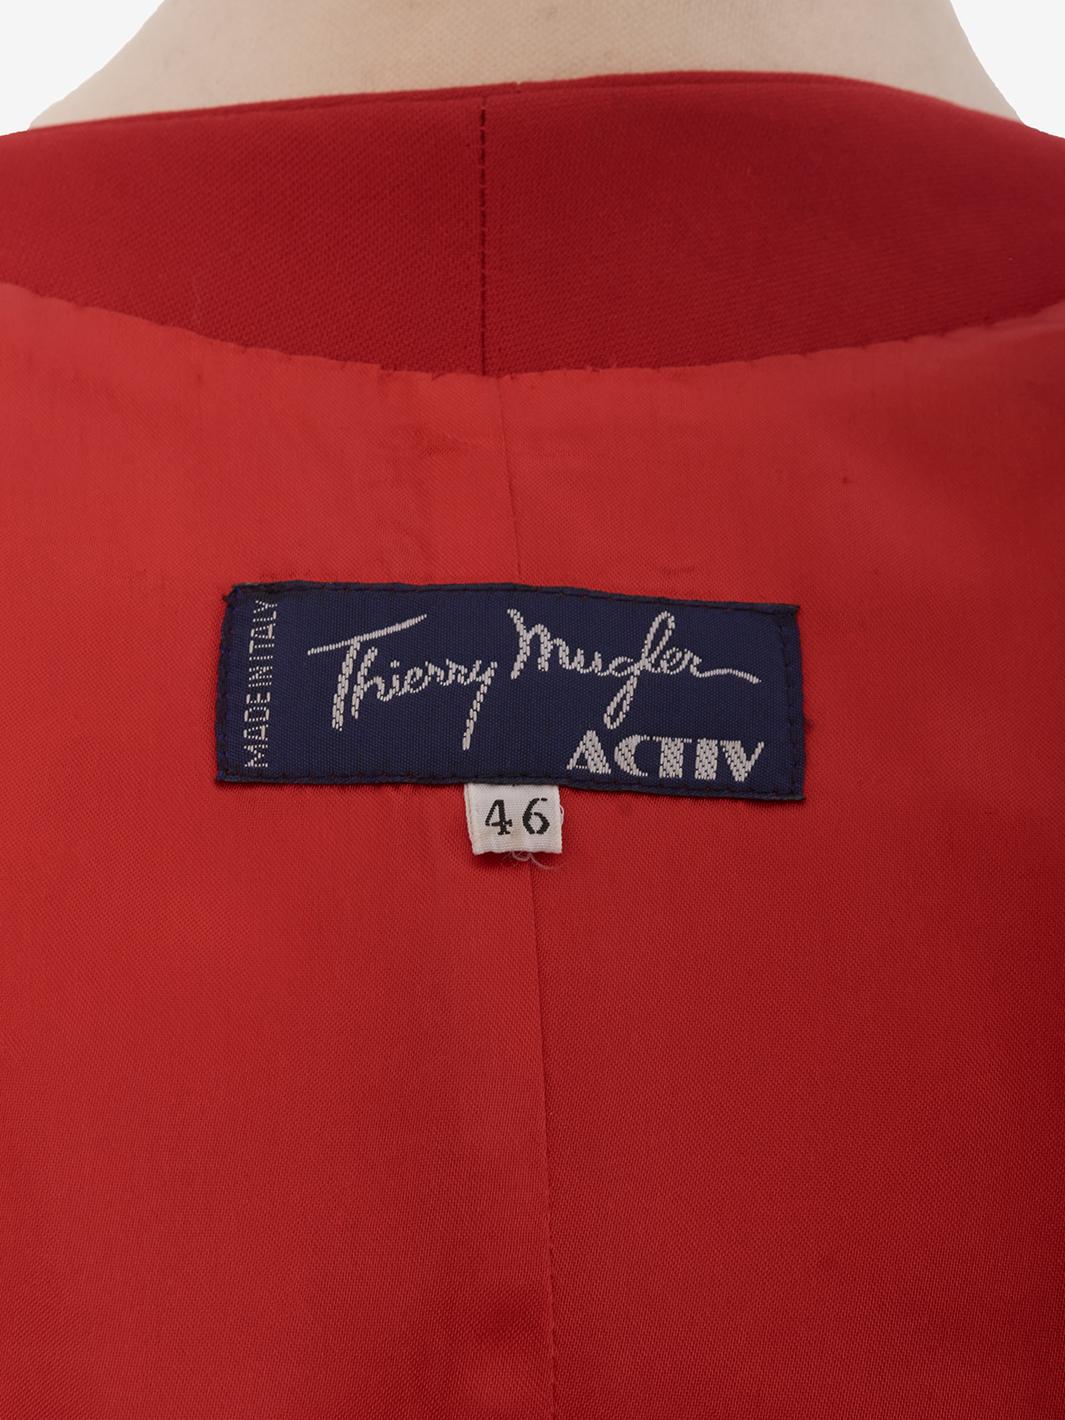 MADE IN ITALY
Thierry Mugler
ACTIV
46